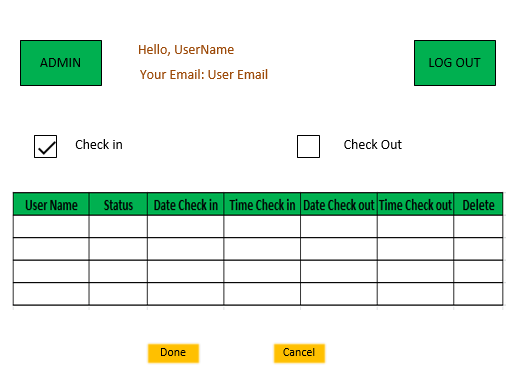 ADMIN
Hello, UserName
Your Email: User Email
LOG OUT
Check in
Check Out
User Name Status Date Check in Time Check in Date Check out Time Check out Delete
Done
Cancel